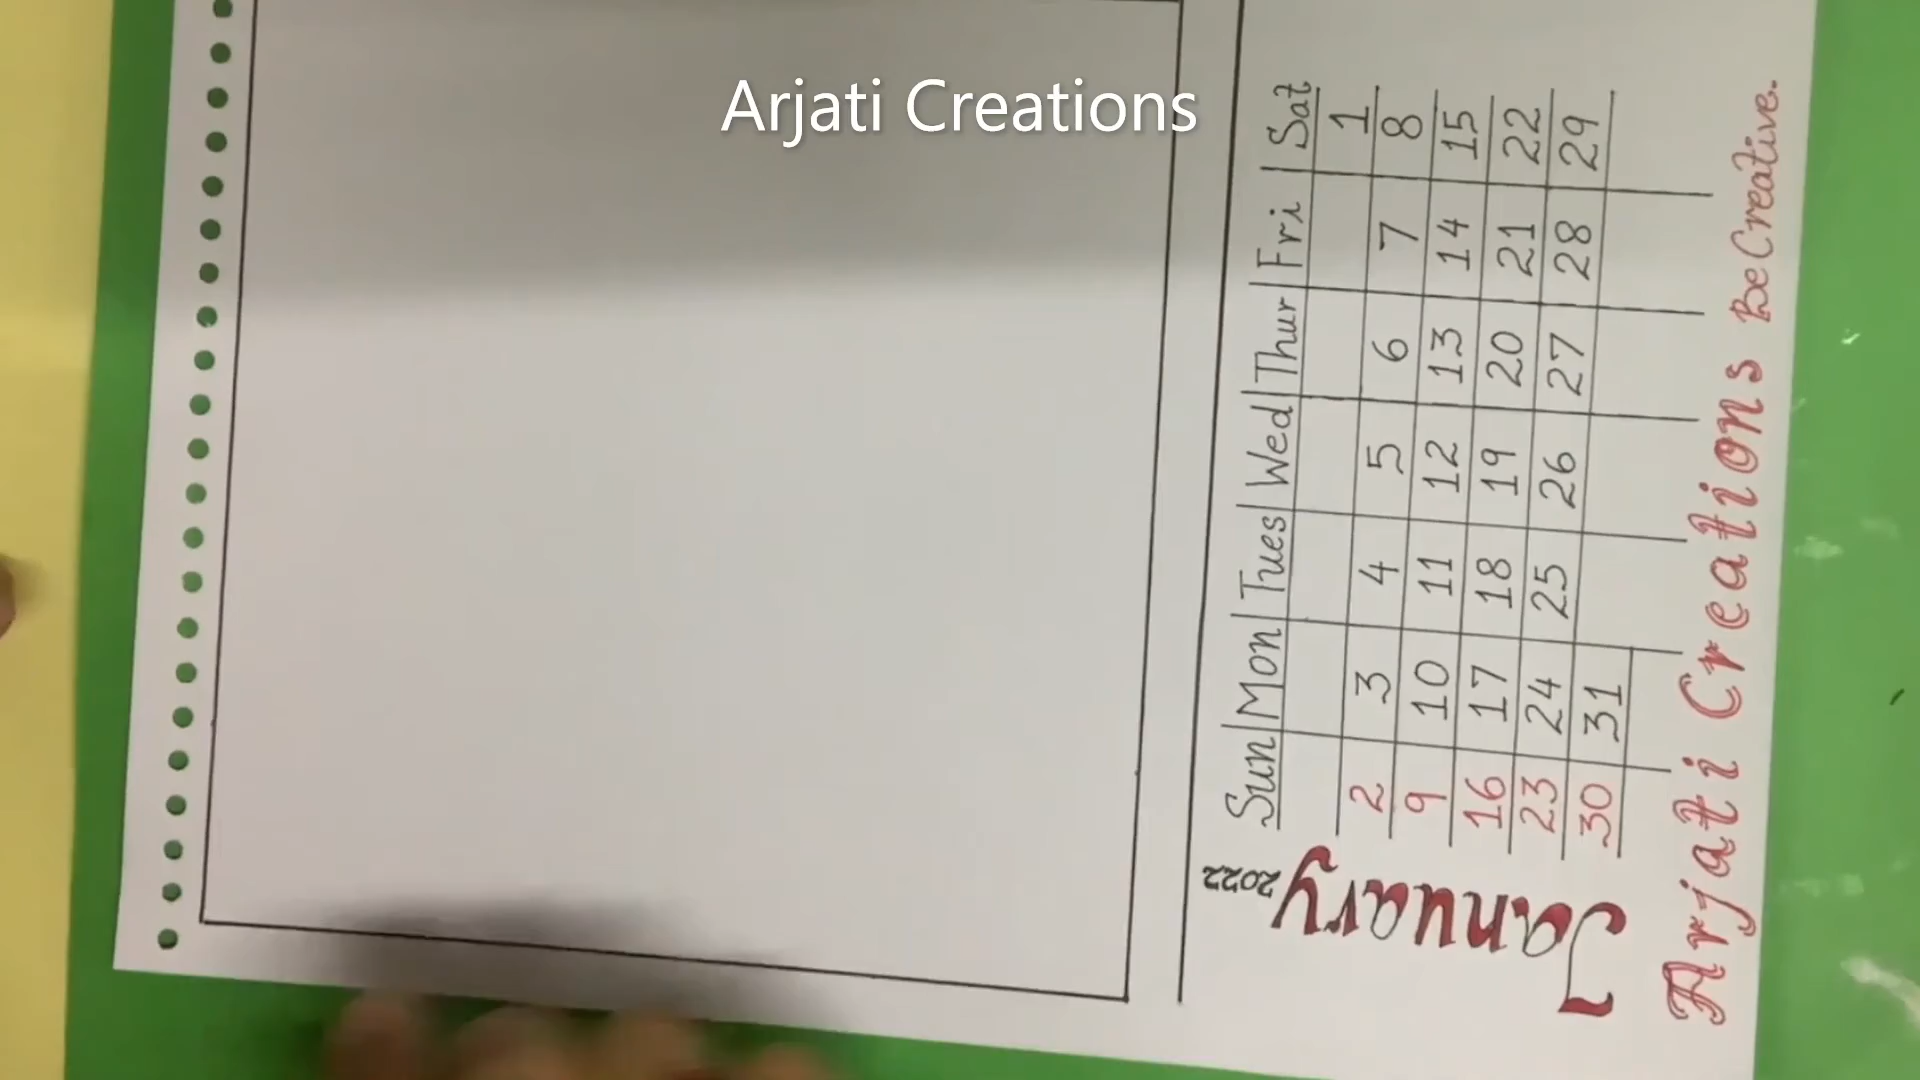 Arjati Creations
January
2022
Sun Mon Tues Wed Thur Fri Sat
1
2 3 4 5 6 7 8
9 10 11 12 13 14 15
16 17 18 19 20 21 22
23 24 25 26 27 28 29
30 31
Arjati Creations Be Creative.